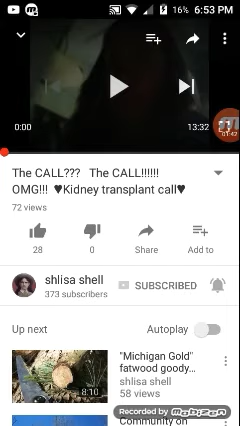 16% 6:53 PM
0:00
13:32
01:42
The CALL??? The CALL!!!!!!
OMG!!! ♥Kidney transplant call♥
72 views
28
0
Share
Add to
shlisa shell
373 subscribers
SUBSCRIBED
Up next
Autoplay
"Michigan Gold"
fatwood goody…
shlisa shell
58 views
8:10
Community on
Recorded by mobizen